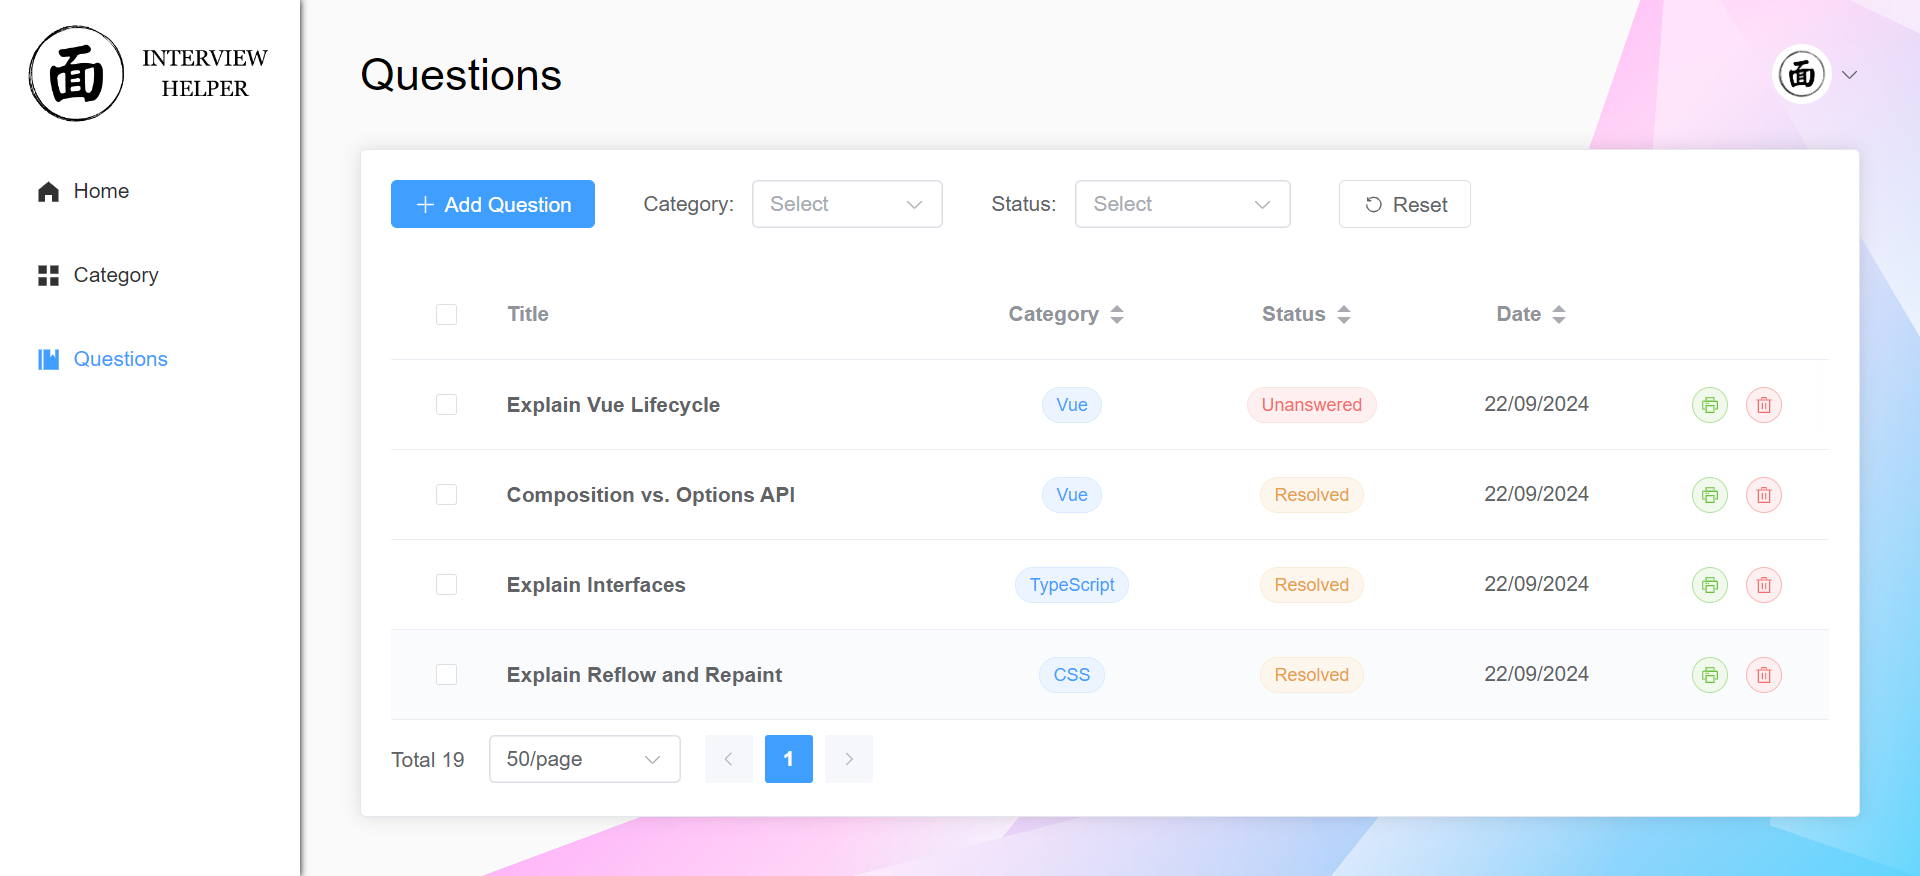 面
INTERVIEW
HELPER
Home
Category
Questions
Questions
面
Add Question
Category:
Select
Status:
Select
Reset
Title
Category
Status
Date
Explain Vue Lifecycle
Vue
Unanswered
22/09/2024
Composition vs. Options API
Vue
Resolved
22/09/2024
Explain Interfaces
TypeScript
Resolved
22/09/2024
Explain Reflow and Repaint
CSS
Resolved
22/09/2024
Total 19
50/page
1